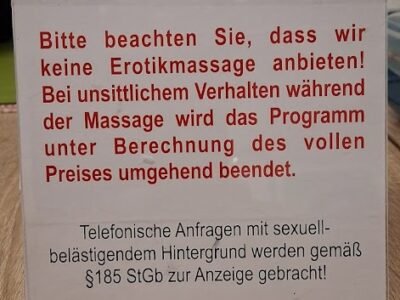 Bitte beachten Sie, dass wir
keine Erotikmassage anbieten!
Bei unsittlichem Verhalten während
der Massage wird das Programm
unter Berechnung des vollen
Preises umgehend beendet.
Telefonische Anfragen mit sexuell-
belästigendem Hintergrund werden gemäß
§185 StGb zur Anzeige gebracht!